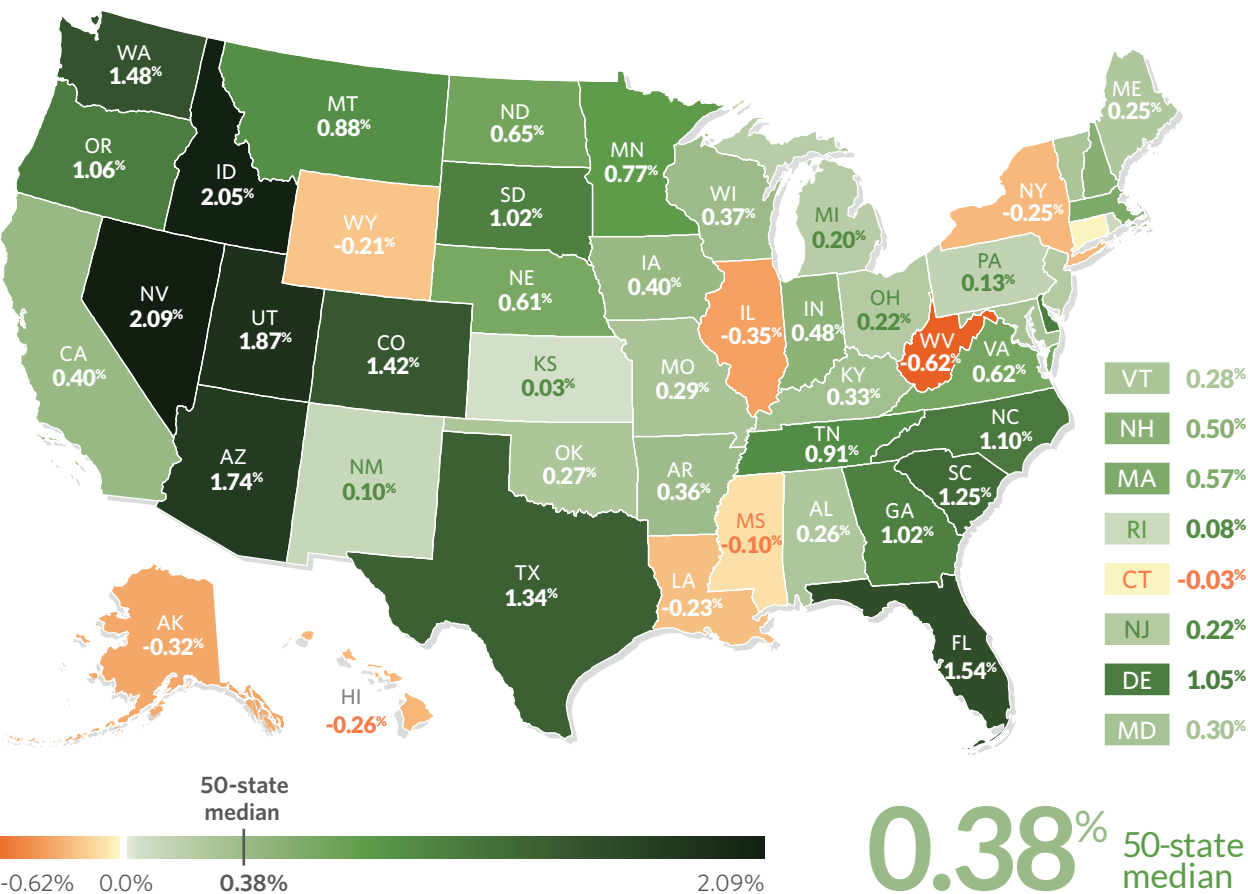 WA
1.48%
MT
0.88%
ND
0.65%
MN
0.77%
ME
0.25%
OR
1.06%
ID
2.05%
SD
1.02%
WI
0.37%
MI
0.20%
NY
-0.25%
WY
-0.21%
NE
0.61%
IA
0.40%
PA
0.13%
NV
2.09%
UT
1.87%
CO
1.42%
IL
-0.35%
IN
0.48%
OH
0.22%
WV
-0.62%
VA
0.62%
CA
0.40%
KS
0.03%
MO
0.29%
KY
0.33%
NC
1.10%
AZ
1.74%
NM
0.10%
OK
0.27%
AR
0.36%
TN
0.91%
SC
1.25%
MS
-0.10%
AL
0.26%
GA
1.02%
TX
1.34%
LA
-0.23%
FL
1.54%
AK
-0.32%
HI
-0.26%
VT 0.28%
NH 0.50%
MA 0.57%
RI 0.08%
CT -0.03%
NJ 0.22%
DE 1.05%
MD 0.30%
50-state
median
-0.62% 0.0% 0.38% 2.09%
0.38%
50-state
median